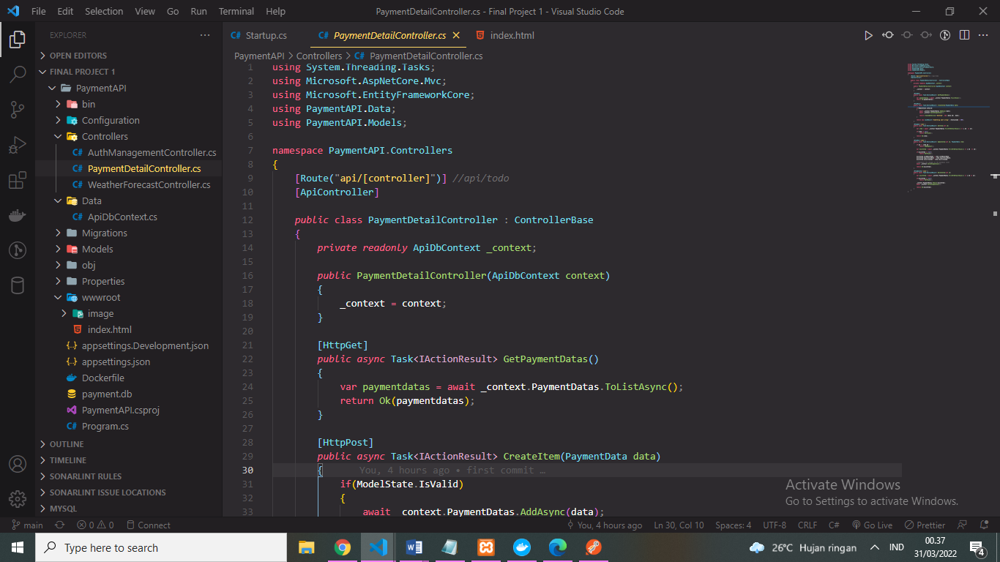 File Edit Selection View Go Run Terminal Help
PaymentDetailController.cs - Final Project 1 - Visual Studio Code
EXPLORER
OPEN EDITORS
FINAL PROJECT 1
PaymentAPI
bin
Configuration
Controllers
C# AuthManagementController.cs
C# PaymentDetailController.cs
C# WeatherForecastController.cs
Data
C# ApiDbContext.cs
Migrations
Models
obj
Properties
wwwroot
image
index.html
{..} appsettings.Development.json
{..} appsettings.json
Dockerfile
payment.db
PaymentAPI.csproj
C# Program.cs
OUTLINE
TIMELINE
SONARLINT RULES
SONARLINT ISSUE LOCATIONS
MYSQL
C# Startup.cs
C# PaymentDetailController.cs
index.html
PaymentAPI > Controllers > C# PaymentDetailController.cs
1 using System.Threading.Tasks;
2 using Microsoft.AspNetCore.Mvc;
3 using Microsoft.EntityFrameworkCore;
4 using PaymentAPI.Data;
5 using PaymentAPI.Models;
6
7 namespace PaymentAPI.Controllers
8 {
9 [Route("api/[controller]")] //api/todo
10 [ApiController]
11
12 public class PaymentDetailController : ControllerBase
13 {
14 private readonly ApiDbContext _context;
15
16 public PaymentDetailController(ApiDbContext context)
17 {
18 _context = context;
19 }
20
21 [HttpGet]
22 public async Task<IActionResult> GetPaymentDatas()
23 {
24 var paymentdatas = await _context.PaymentDatas.ToListAsync();
25 return Ok(paymentdatas);
26 }
27
28 [HttpPost]
29 public async Task<IActionResult> CreateItem(PaymentData data)
30 { You, 4 hours ago • first commit …
31 if(ModelState.IsValid)
32 {
33 await _context.PaymentDatas.AddAsync(data);
Activate Windows
Go to Settings to activate Windows.
main 0 0 Connect
You, 4 hours ago Ln 30, Col 10 Spaces: 4 UTF-8 CRLF C# Go Live Prettier
Type here to search
W
26°C Hujan ringan
IND
00.37
31/03/2022
4